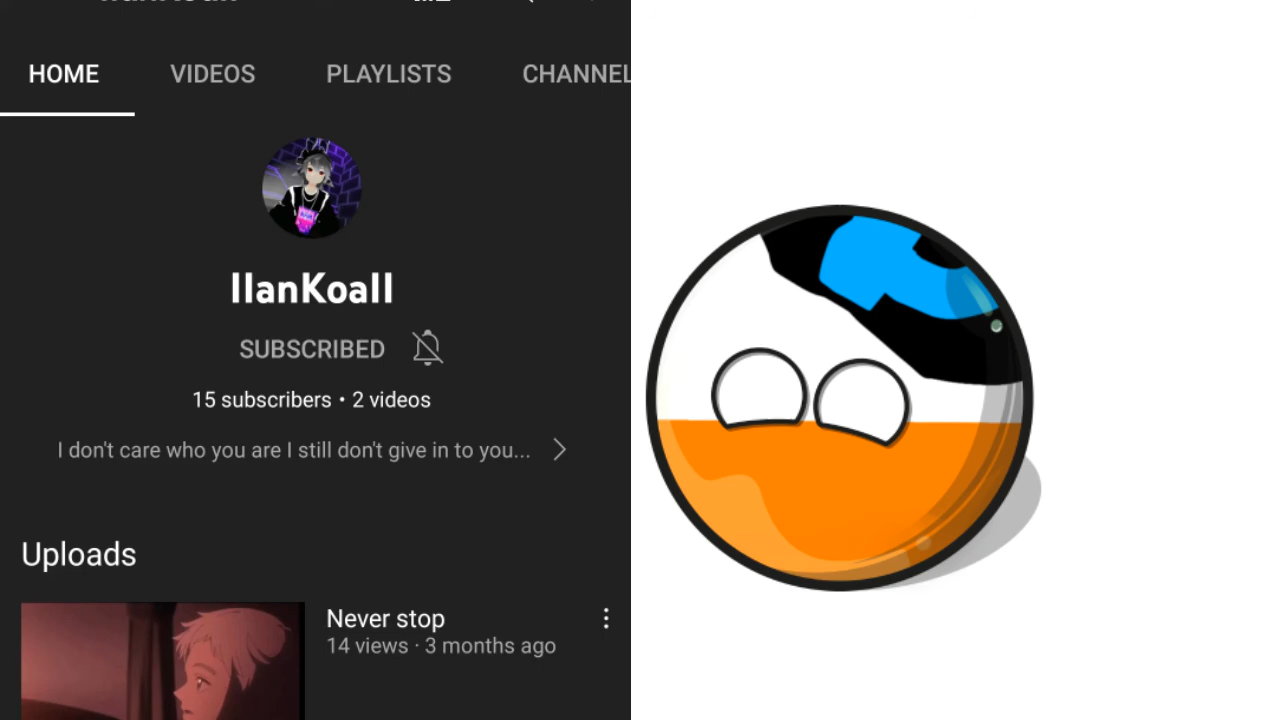 HOME VIDEOS PLAYLISTS CHANNEL
IlanKoall
SUBSCRIBED
15 subscribers • 2 videos
I don't care who you are I still don't give in to you...
Uploads
Never stop
14 views · 3 months ago